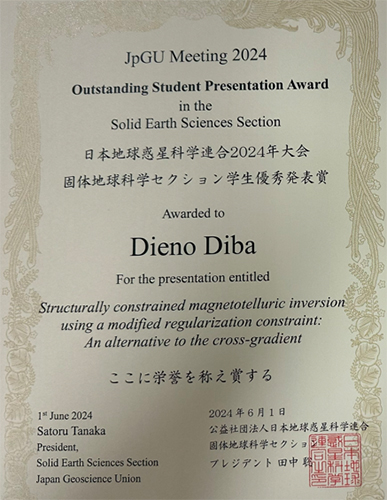 JpGU Meeting 2024
Outstanding Student Presentation Award
in the
Solid Earth Sciences Section
日本地球惑星科学連合2024年大会
固体地球科学セクション学生優秀発表賞
Awarded to
Dieno Diba
For the presentation entitled
Structurally constrained magnetotelluric inversion
using a modified regularization constraint:
An alternative to the cross-gradient
ここに栄誉を称え賞する
1st June 2024
Satoru Tanaka
President,
Solid Earth Sciences Section
Japan Geoscience Union
2024年6月1日
公益社団法人日本地球惑星科学連合
固体地球科学セクション
プレジデント 田中 聡